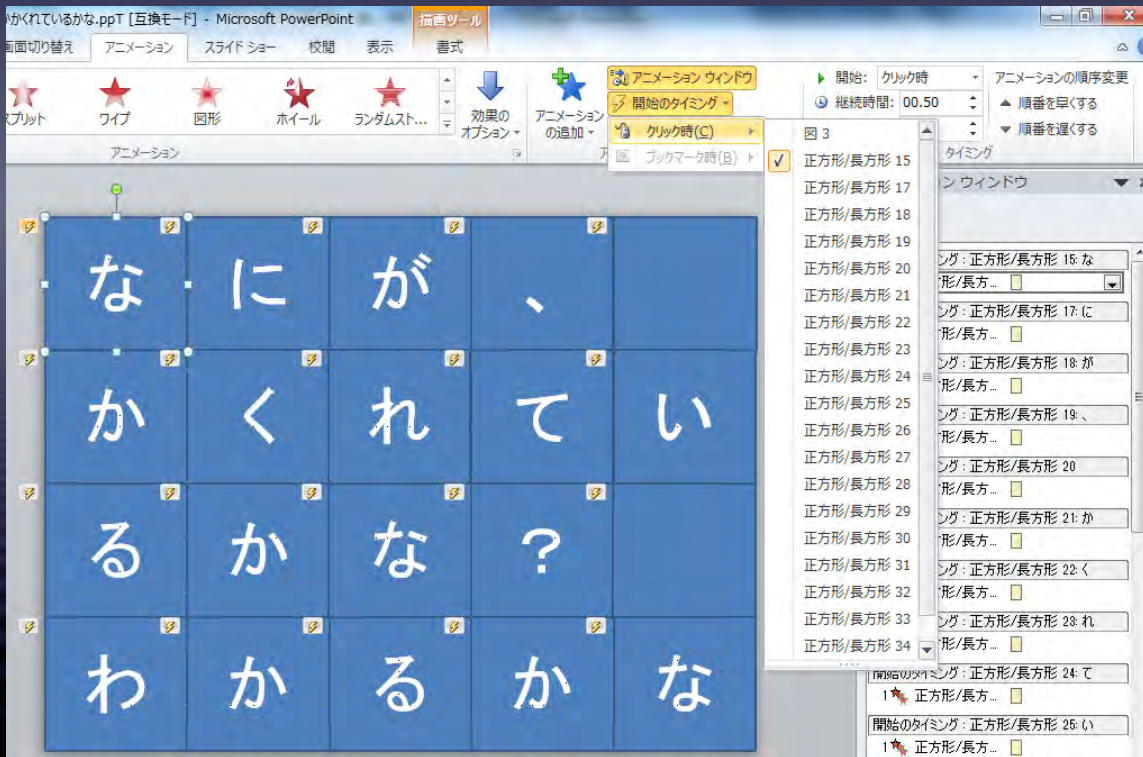 かくれているかな.ppT [互換モード] - Microsoft PowerPoint
描画ツール
画面切り替え アニメーション スライド ショー 校閲 表示 書式
スプリット ワイプ 図形 ホイール ランダムスト...
効果のオプション
アニメーションの追加
アニメーション ウィンドウ
開始のタイミング
クリック時(C)
ブックマーク時(B)
開始: クリック時
継続時間: 00.50
アニメーションの順序変更
順番を早くする
順番を遅くする
アニメーション
タイミング
図 3
正方形/長方形 15
正方形/長方形 17
正方形/長方形 18
正方形/長方形 19
正方形/長方形 20
正方形/長方形 21
正方形/長方形 22
正方形/長方形 23
正方形/長方形 24
正方形/長方形 25
正方形/長方形 26
正方形/長方形 27
正方形/長方形 28
正方形/長方形 29
正方形/長方形 30
正方形/長方形 31
正方形/長方形 32
正方形/長方形 33
正方形/長方形 34
なにが、
かくれてい
るかな？
わかるかな
ン ウィンドウ
ング : 正方形/長方形 15: な
形/長方...
ング : 正方形/長方形 17: に
形/長方...
ング : 正方形/長方形 18: が
形/長方...
ング : 正方形/長方形 19: 、
形/長方...
ング : 正方形/長方形 20
形/長方...
ング : 正方形/長方形 21: か
形/長方...
ング : 正方形/長方形 22: く
形/長方...
ング : 正方形/長方形 23: れ
形/長方...
開始のタイミング : 正方形/長方形 24: て
1 正方形/長方...
開始のタイミング : 正方形/長方形 25: い
1 正方形/長方...